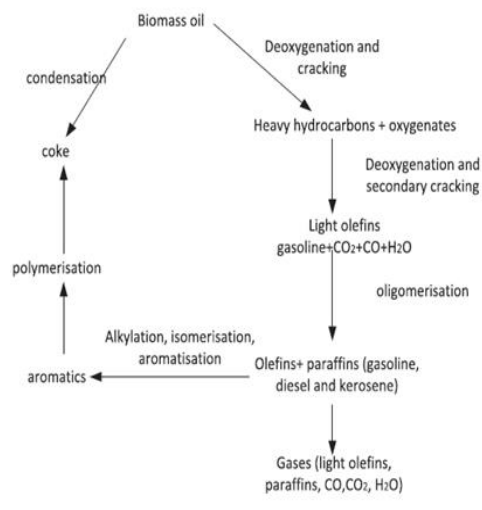 Biomass oil
Deoxygenation and
cracking
condensation
Heavy hydrocarbons + oxygenates
coke
Deoxygenation and
secondary cracking
Light olefins
gasoline+CO₂+CO+H₂O
polymerisation
oligomerisation
Alkylation, isomerisation,
aromatisation
aromatics
Olefins+ paraffins (gasoline,
diesel and kerosene)
Gases (light olefins,
paraffins, CO,CO₂, H₂O)